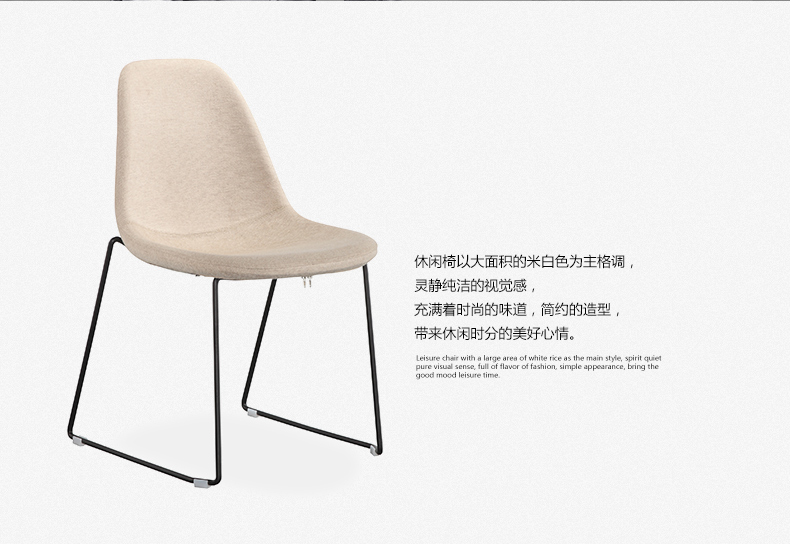 休闲椅以大面积的米白色为主格调，
灵静纯洁的视觉感，
充满着时尚的味道，简约的造型，
带来休闲时分的美好心情。
Leisure chair with a large area of white rice as the main style, spirit quiet
pure visual sense, full of flavor of fashion, simple appearance, bring the
good mood leisure time.